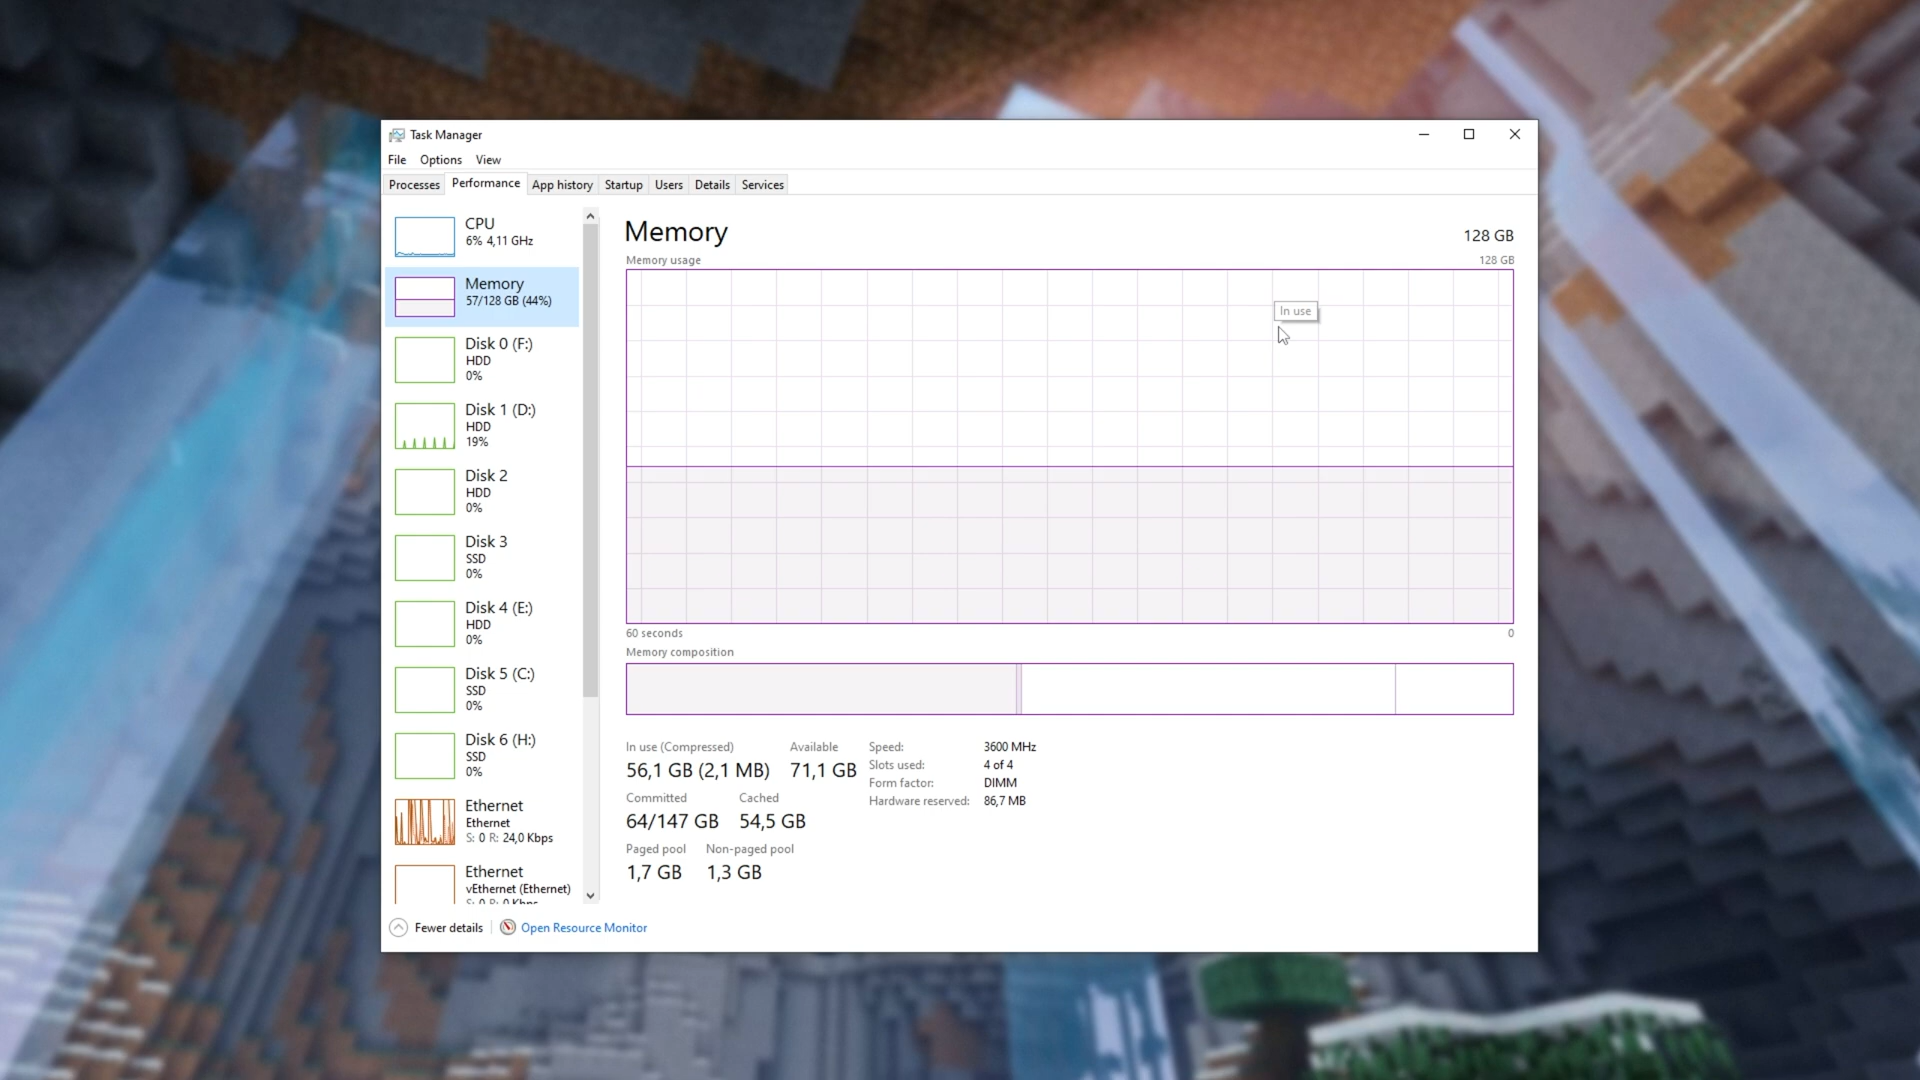 Task Manager
File Options View
Processes Performance App history Startup Users Details Services
CPU
6% 4,11 GHz
Memory
57/128 GB (44%)
Disk 0 (F:)
HDD
0%
Disk 1 (D:)
HDD
19%
Disk 2
HDD
0%
Disk 3
SSD
0%
Disk 4 (E:)
HDD
0%
Disk 5 (C:)
SSD
0%
Disk 6 (H:)
SSD
0%
Ethernet
Ethernet
S: 0 R: 24,0 Kbps
Ethernet
vEthernet (Ethernet)
S: 0 R: 0 Kbps
Memory 128 GB
Memory usage 128 GB
In use
60 seconds 0
Memory composition
In use (Compressed) Available
56,1 GB (2,1 MB) 71,1 GB
Committed Cached
64/147 GB 54,5 GB
Paged pool Non-paged pool
1,7 GB 1,3 GB
Speed: 3600 MHz
Slots used: 4 of 4
Form factor: DIMM
Hardware reserved: 86,7 MB
Fewer details Open Resource Monitor